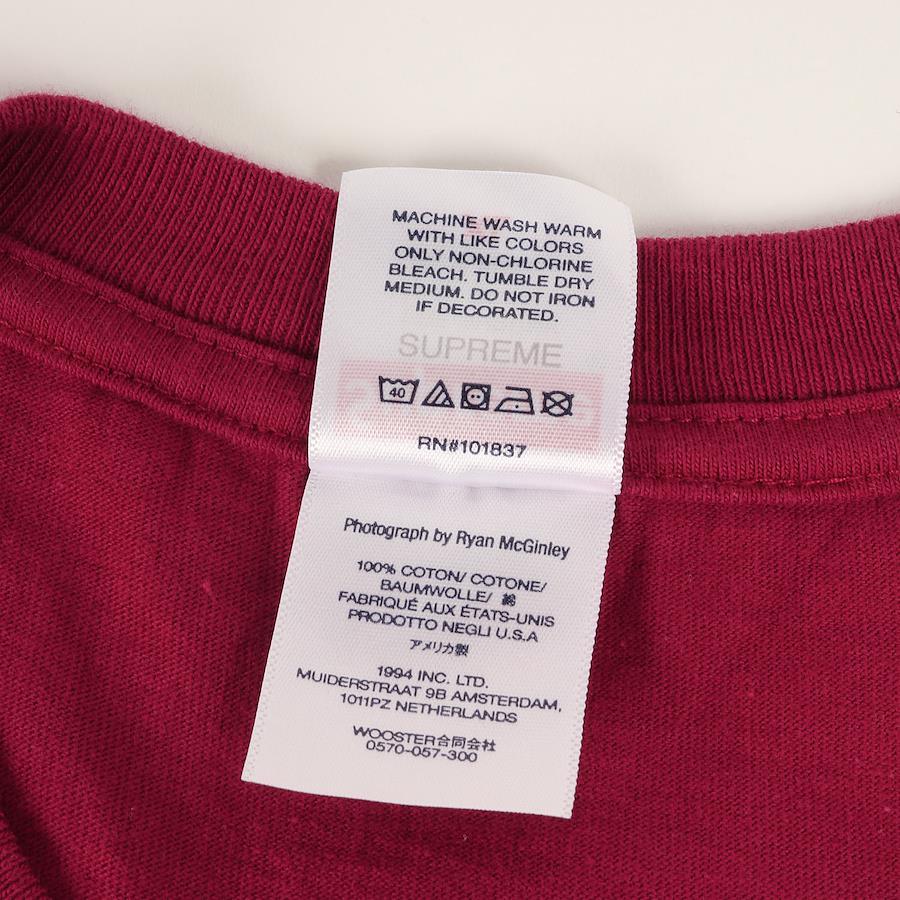 MACHINE WASH WARM
WITH LIKE COLORS
ONLY NON-CHLORINE
BLEACH. TUMBLE DRY
MEDIUM. DO NOT IRON
IF DECORATED.
SUPREME
40
RN#101837
Photograph by Ryan McGinley
100% COTON/ COTONE/
BAUMWOLLE/ 綿
FABRIQUÉ AUX ÉTATS-UNIS
PRODOTTO NEGLI U.S.A
アメリカ製
1994 INC. LTD.
MUIDERSTRAAT 9B AMSTERDAM,
1011PZ NETHERLANDS
WOOSTER合同会社
0570-057-300